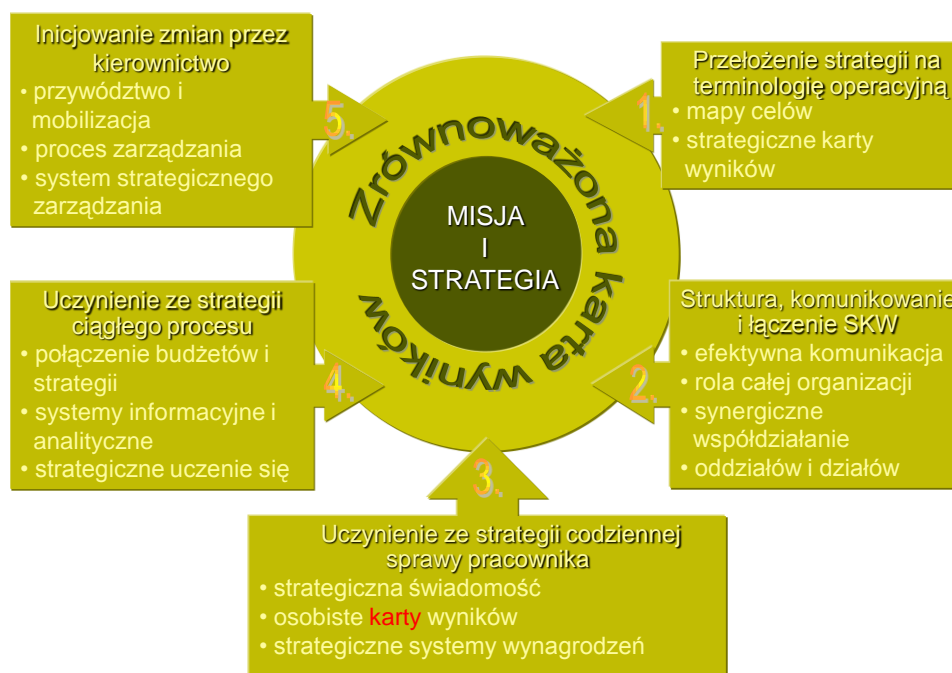 Inicjowanie zmian przez
kierownictwo
• przywództwo i
mobilizacja
• proces zarządzania
• system strategicznego
zarządzania
5.
Przełożenie strategii na
terminologię operacyjną
• mapy celów
• strategiczne karty
wyników
1.
Zrównoważona karta wyników
MISJA
I
STRATEGIA
Uczynienie ze strategii
ciągłego procesu
• połączenie budżetów i
strategii
• systemy informacyjne i
analityczne
• strategiczne uczenie się
4.
Struktura, komunikowanie
i łączenie SKW
• efektywna komunikacja
• rola całej organizacji
• synergiczne
współdziałanie
• oddziałów i działów
2.
3.
Uczynienie ze strategii codziennej
sprawy pracownika
• strategiczna świadomość
• osobiste karty wyników
• strategiczne systemy wynagrodzeń